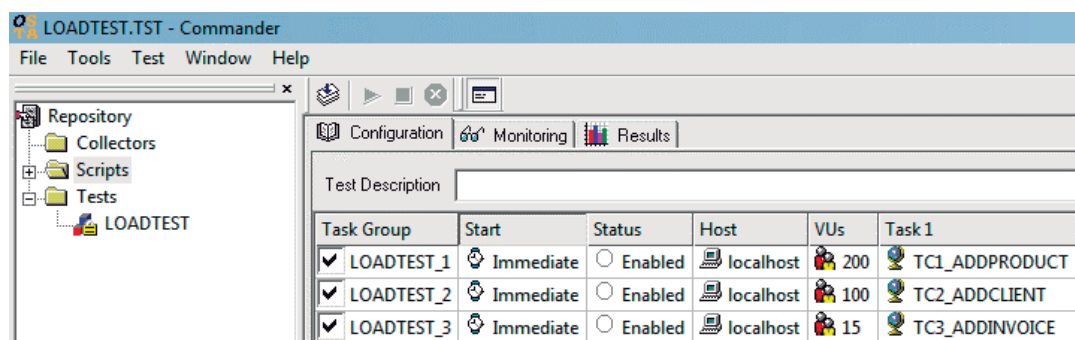 OSTA LOADTEST.TST - Commander
File Tools Test Window Help
Repository
Collectors
Scripts
Tests
LOADTEST
Configuration Monitoring Results
Test Description
Task Group Start Status Host VUs Task 1
LOADTEST_1 Immediate Enabled localhost 200 TC1_ADDPRODUCT
LOADTEST_2 Immediate Enabled localhost 100 TC2_ADDCLIENT
LOADTEST_3 Immediate Enabled localhost 15 TC3_ADDINVOICE